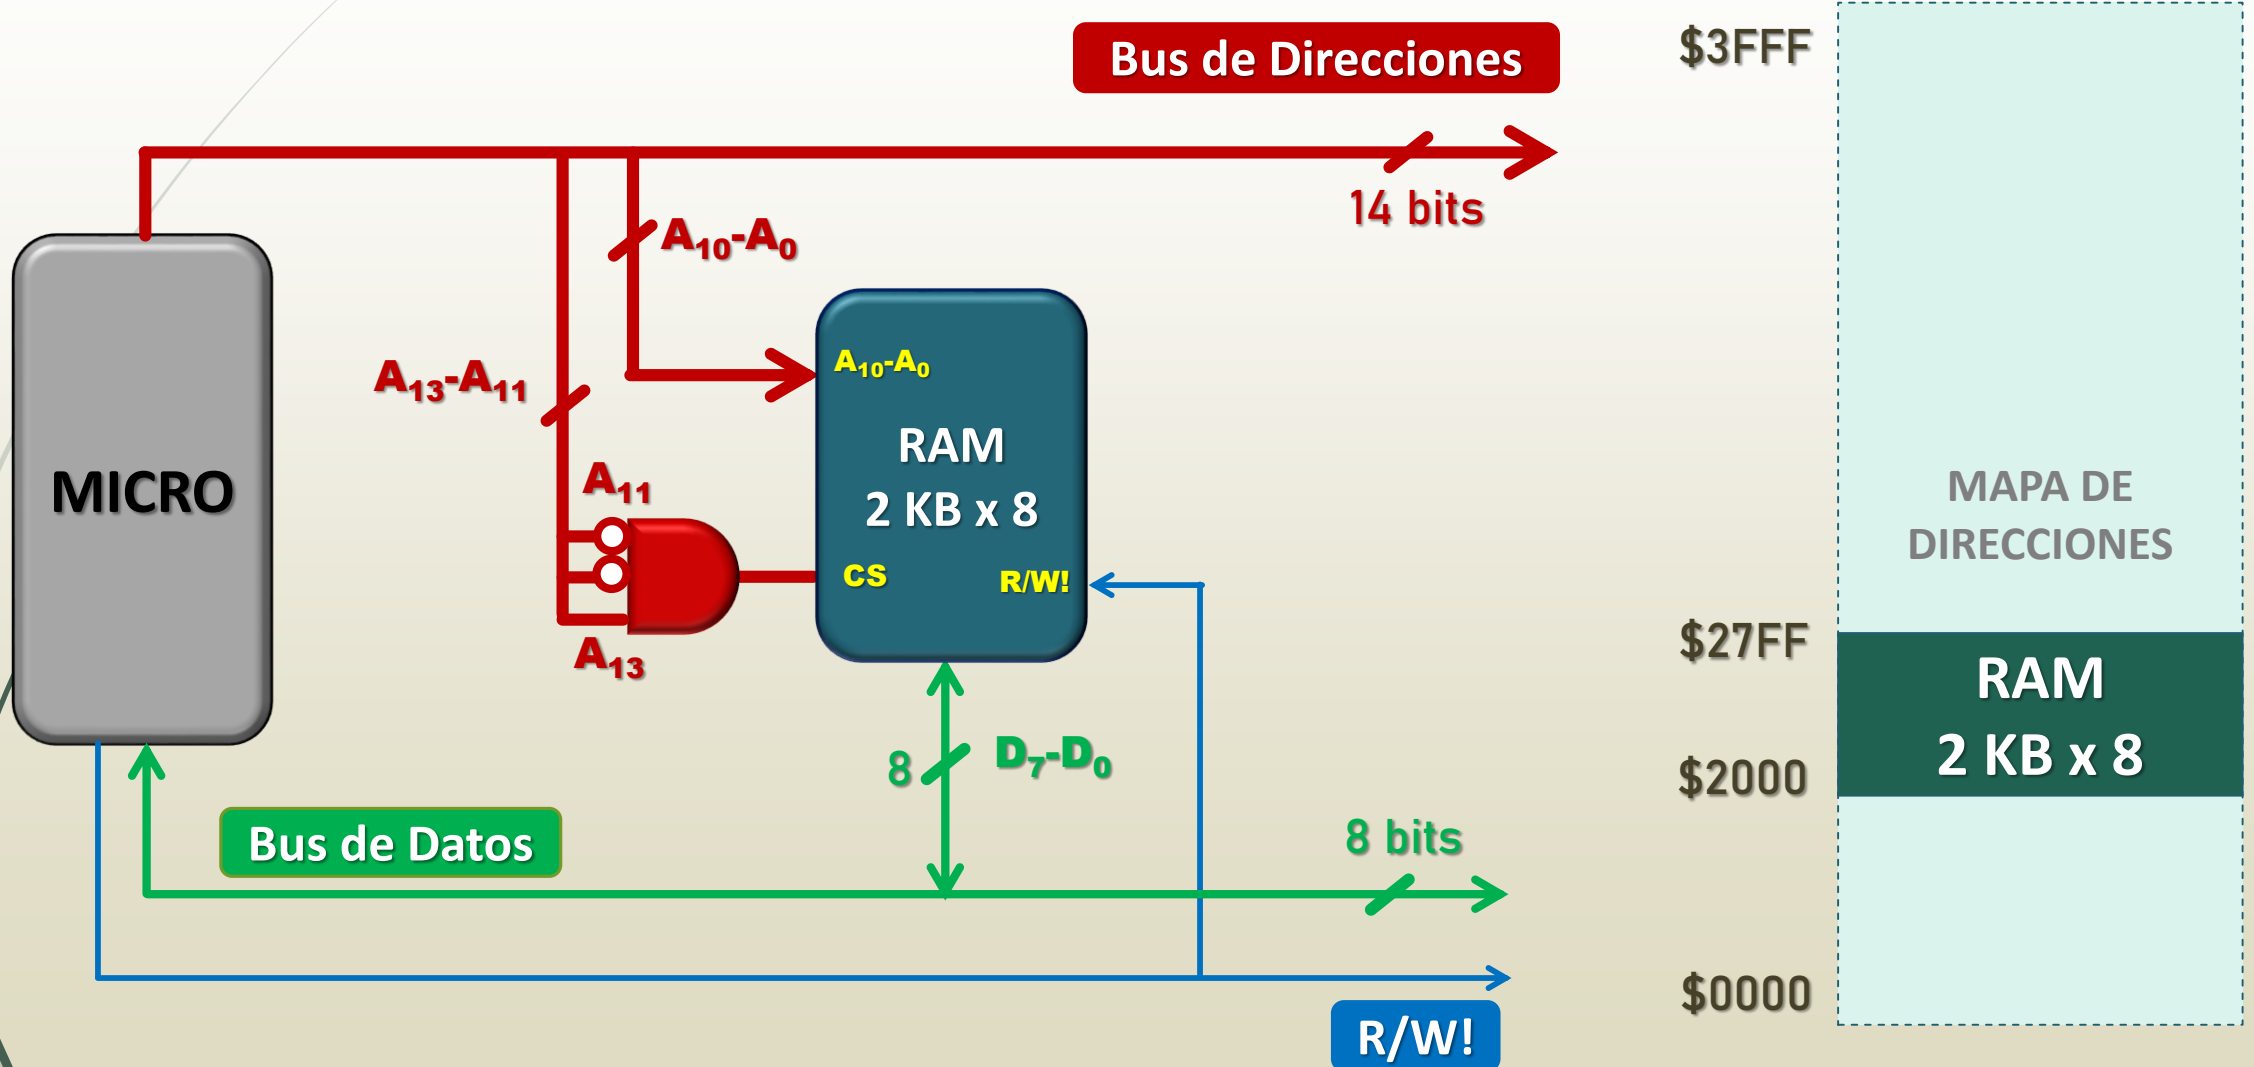 Bus de Direcciones
$3FFF
14 bits
A10-A0
A13-A11
A10-A0
RAM
2 KB x 8
CS
R/W!
MICRO
A11
A13
MAPA DE
DIRECCIONES
$27FF
RAM
2 KB x 8
$2000
8
D7-D0
Bus de Datos
8 bits
$0000
R/W!